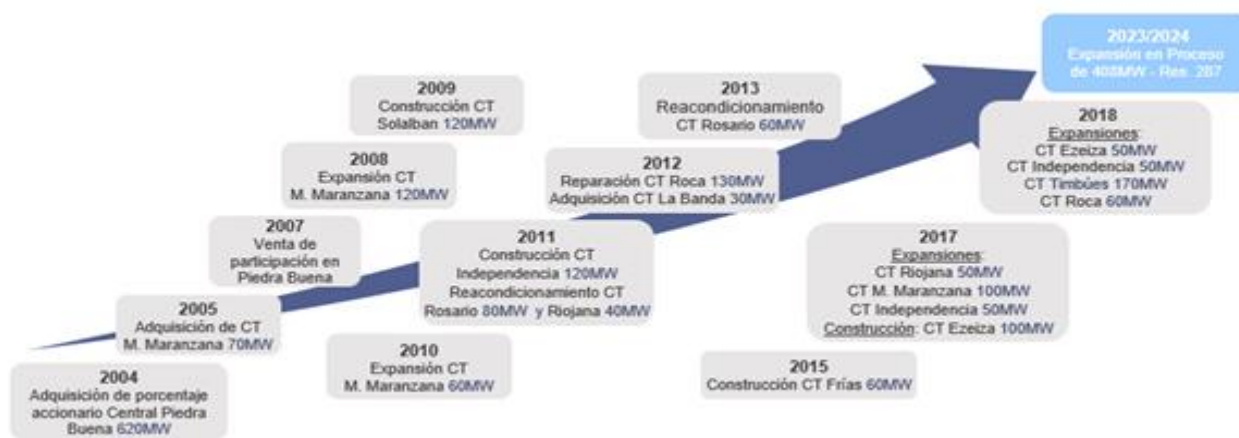 2004
Adquisición de porcentaje
accionario Central Piedra
Buena 620MW
2005
Adquisición de CT
M. Maranzana 70MW
2007
Venta de
participación en
Piedra Buena
2008
Expansión CT
M. Maranzana 120MW
2009
Construcción CT
Solalban 120MW
2010
Expansión CT
M. Maranzana 60MW
2011
Construcción CT
Independencia 120MW
Reacondicionamiento CT
Rosario 80MW y Riojana 40MW
2012
Reparación CT Roca 130MW
Adquisición CT La Banda 30MW
2013
Reacondicionamiento
CT Rosario 60MW
2015
Construcción CT Frías 60MW
2017
Expansiones:
CT Riojana 50MW
CT M. Maranzana 100MW
CT Independencia 50MW
Construcción: CT Ezeiza 100MW
2018
Expansiones:
CT Ezeiza 50MW
CT Independencia 50MW
CT Timbúes 170MW
CT Roca 60MW
2023/2024
Expansión en Proceso
de 408MW - Res. 287